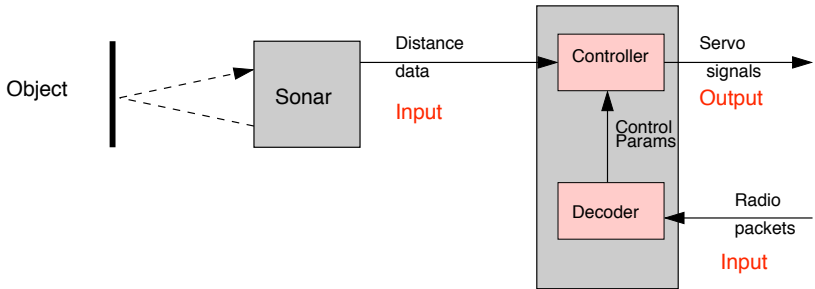 Object
Sonar
Distance
data
Input
Controller
Control
Params
Decoder
Servo
signals
Output
Radio
packets
Input